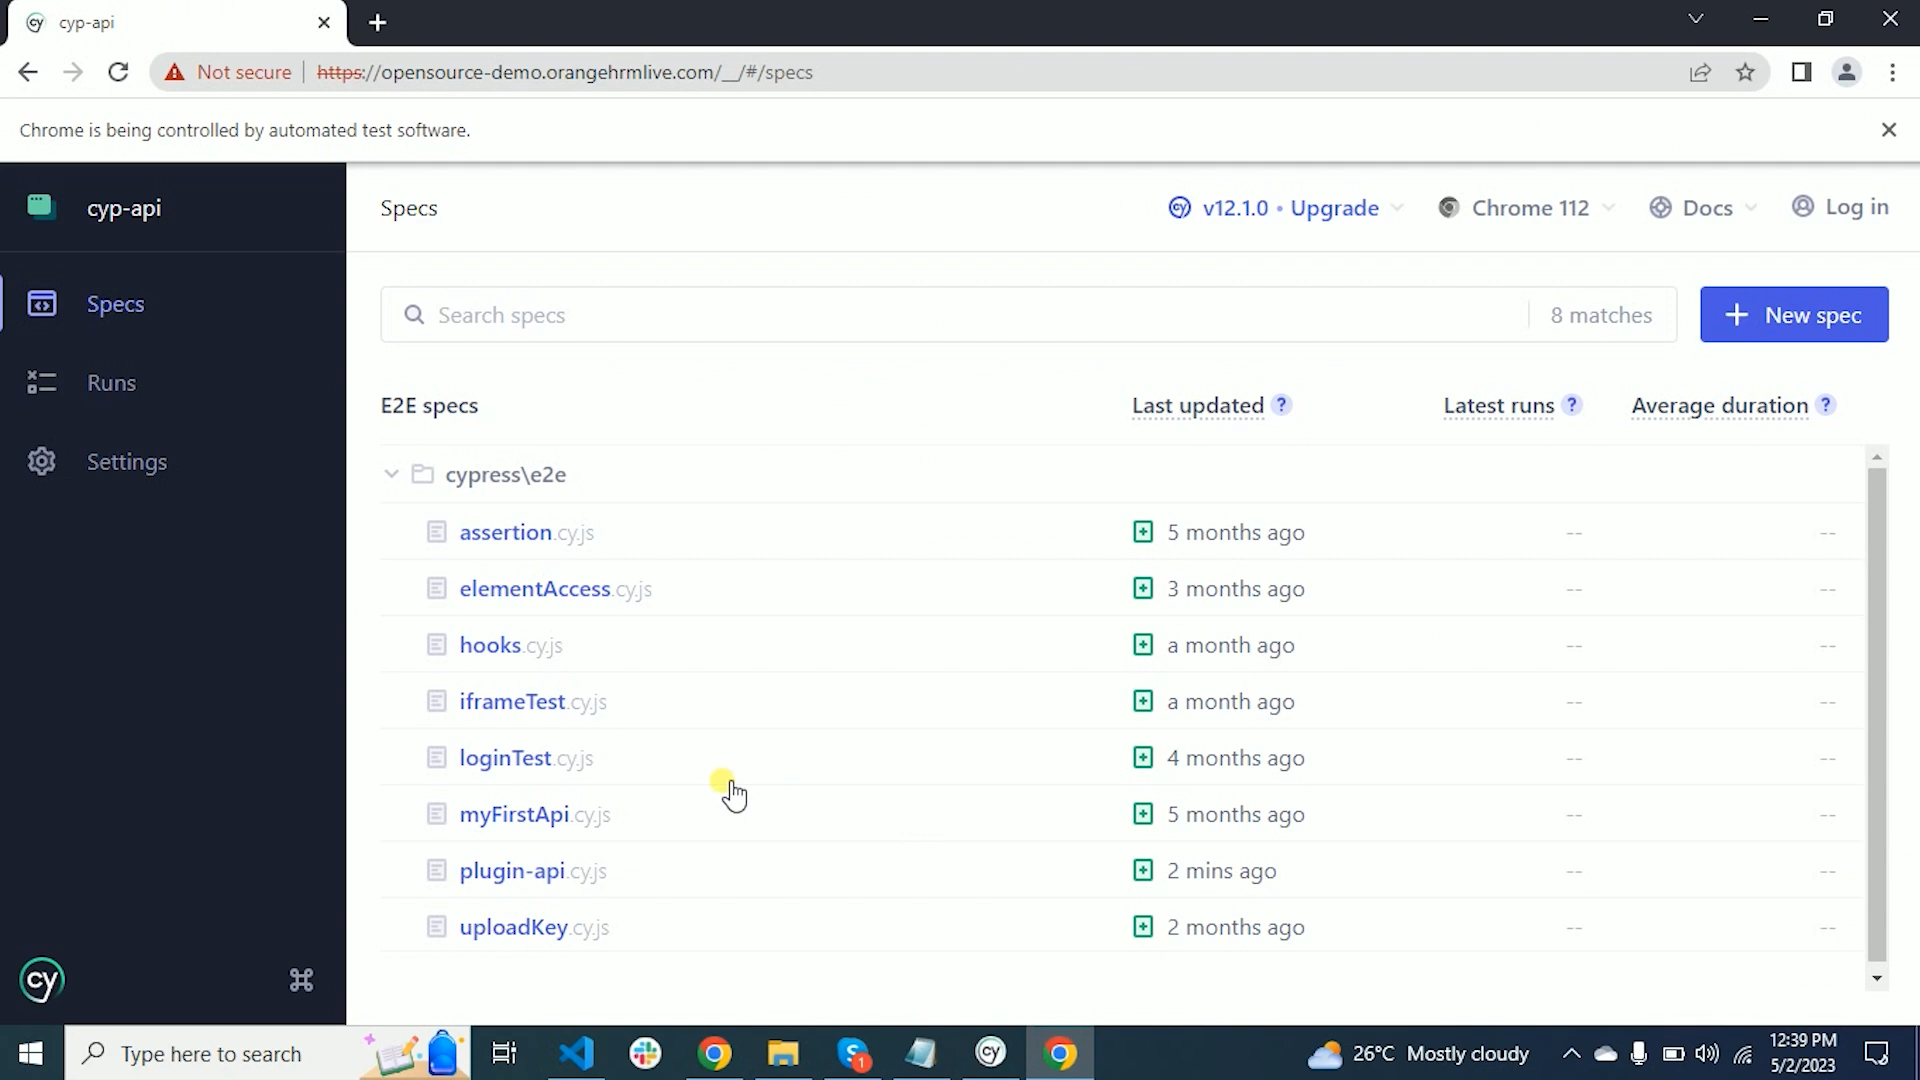 cyp-api
Not secure https://opensource-demo.orangehrmlive.com/__/#/specs
Chrome is being controlled by automated test software.
cyp-api
Specs
Runs
Settings
cy
Specs
cy v12.1.0 • Upgrade
Chrome 112
Docs
Log in
Search specs
8 matches
New spec
E2E specs
Last updated ?
Latest runs ?
Average duration ?
cypress\e2e
assertion.cy.js 5 months ago -- --
elementAccess.cy.js 3 months ago -- --
hooks.cy.js a month ago -- --
iframeTest.cy.js a month ago -- --
loginTest.cy.js 4 months ago -- --
myFirstApi.cy.js 5 months ago -- --
plugin-api.cy.js 2 mins ago -- --
uploadKey.cy.js 2 months ago -- --
Type here to search
S 1
cy
26°C Mostly cloudy
12:39 PM
5/2/2023